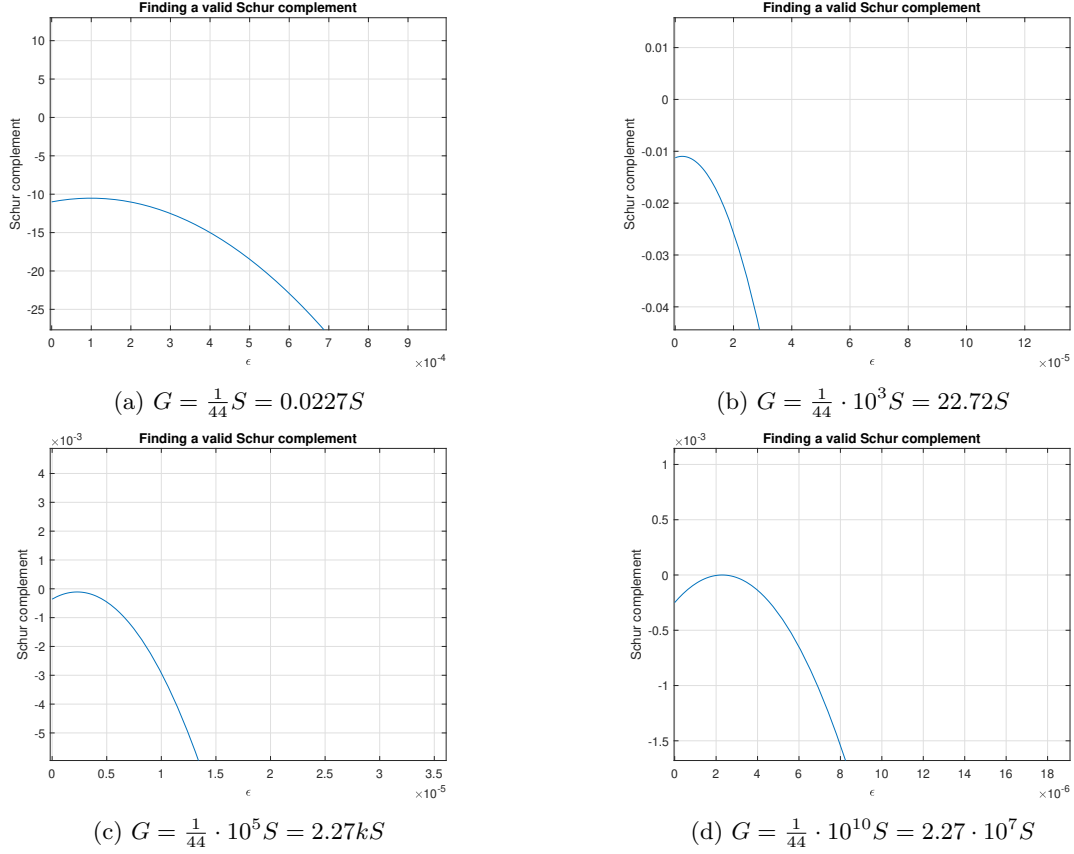 Finding a valid Schur complement
10
5
0
-5
-10
-15
-20
-25
Schur complement
0 1 2 3 4 5 6 7 8 9
ϵ ×10-4
(a) G = 1/44 S = 0.0227S
Finding a valid Schur complement
0.01
0
-0.01
-0.02
-0.03
-0.04
Schur complement
0 2 4 6 8 10 12
ϵ ×10-5
(b) G = 1/44 · 10^3 S = 22.72S
×10-3 Finding a valid Schur complement
4
3
2
1
0
-1
-2
-3
-4
-5
Schur complement
0 0.5 1 1.5 2 2.5 3 3.5
ϵ ×10-5
(c) G = 1/44 · 10^5 S = 2.27kS
×10-3 Finding a valid Schur complement
1
0.5
0
-0.5
-1
-1.5
Schur complement
0 2 4 6 8 10 12 14 16 18
ϵ ×10-6
(d) G = 1/44 · 10^10 S = 2.27 · 10^7 S